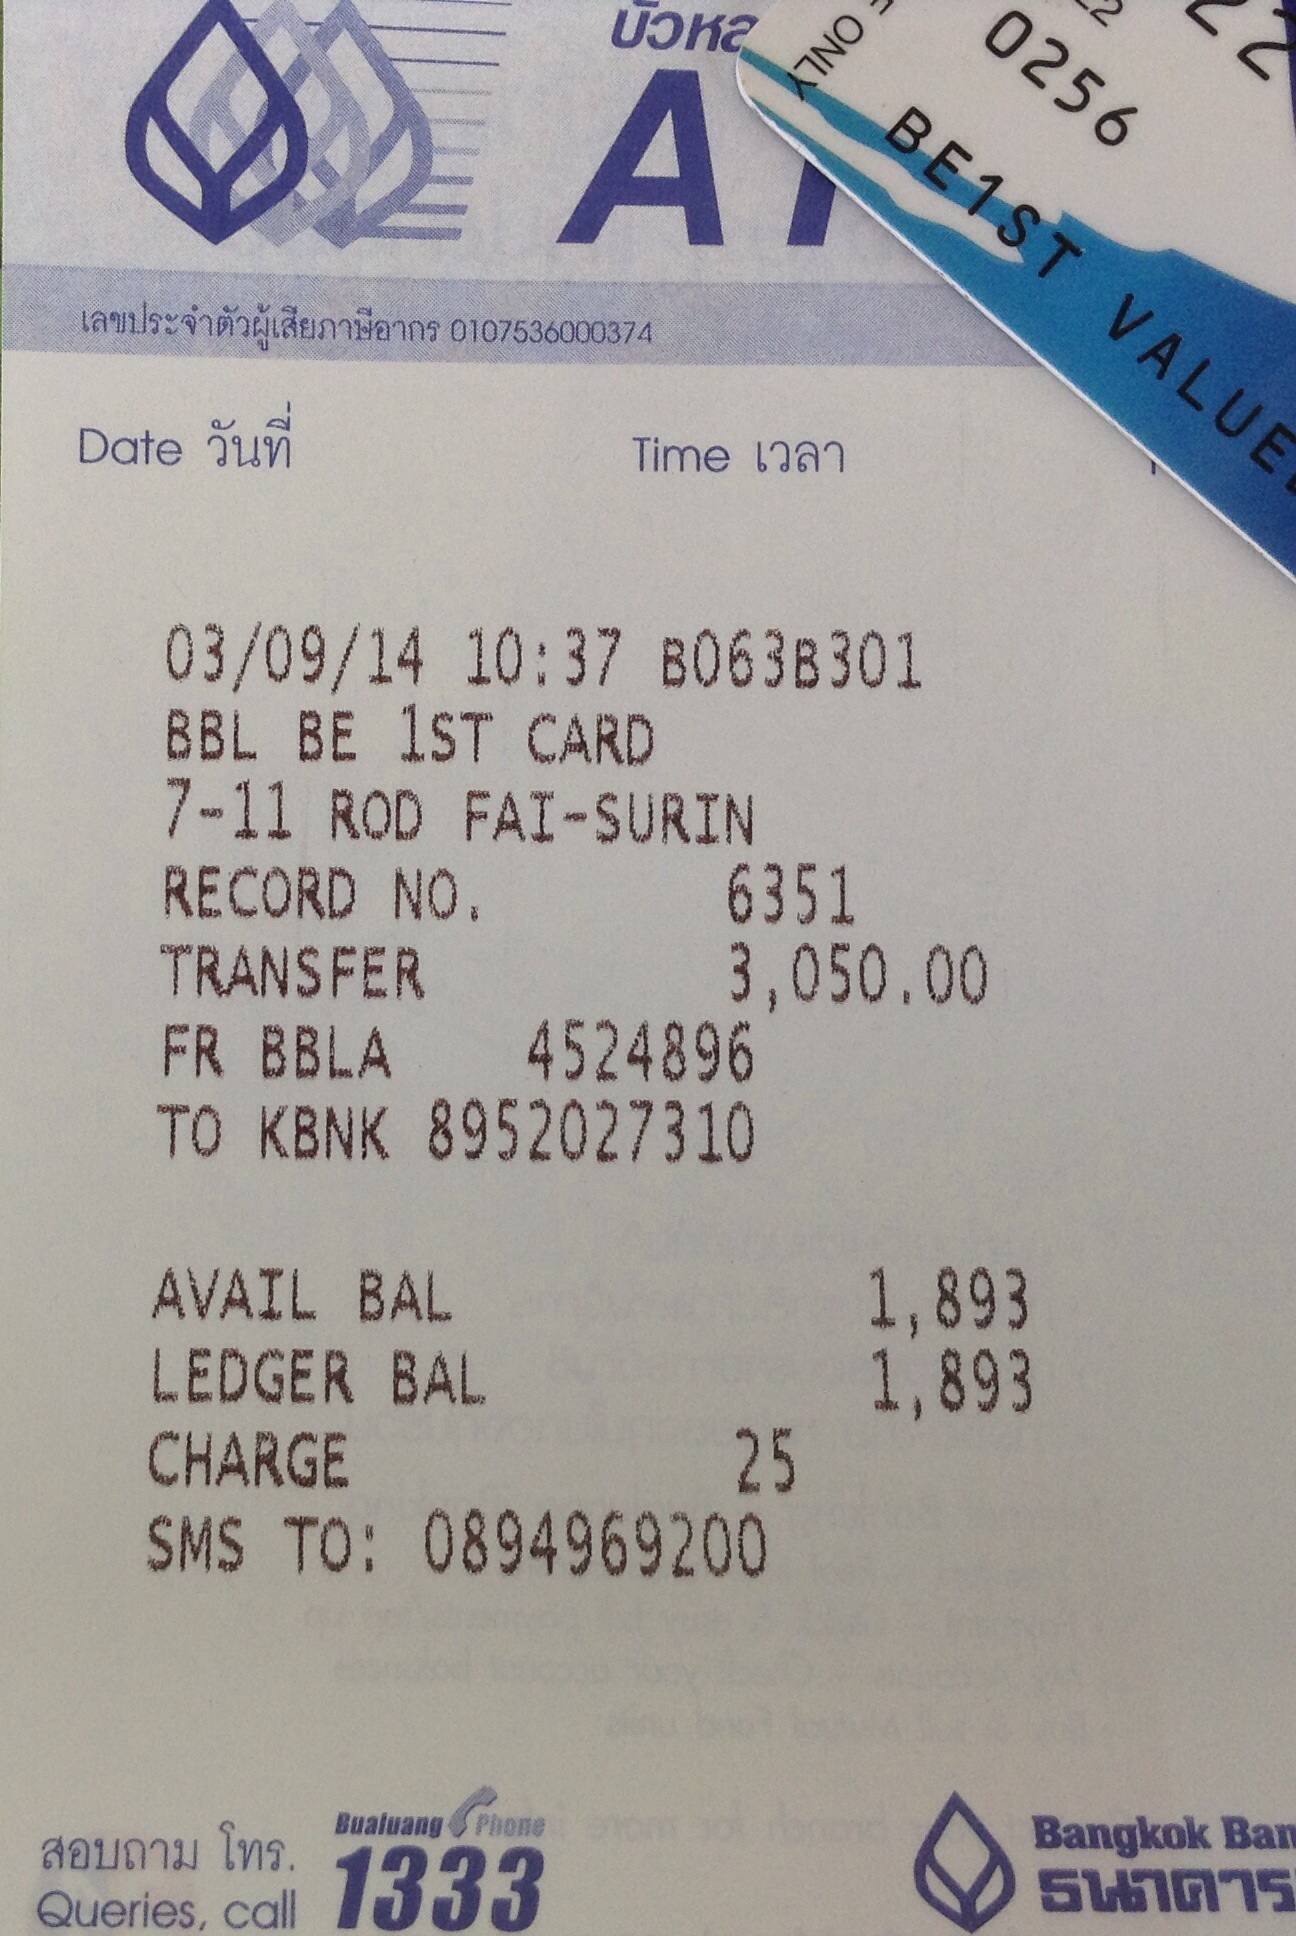 บัวหล
AT
ONLY
0256
22
BE1ST VALUE
เลขประจำตัวผู้เสียภาษีอากร 0107536000374
Date วันที่ Time เวลา
03/09/14 10:37 B063B301
BBL BE 1ST CARD
7-11 ROD FAI-SURIN
RECORD NO. 6351
TRANSFER 3,050.00
FR BBLA 4524896
TO KBNK 8952027310
AVAIL BAL 1,893
LEDGER BAL 1,893
CHARGE 25
SMS TO: 0894969200
สอบถาม โทร. Bualuang Phone
Queries, call 1333
Bangkok Ban
ธนาคาร